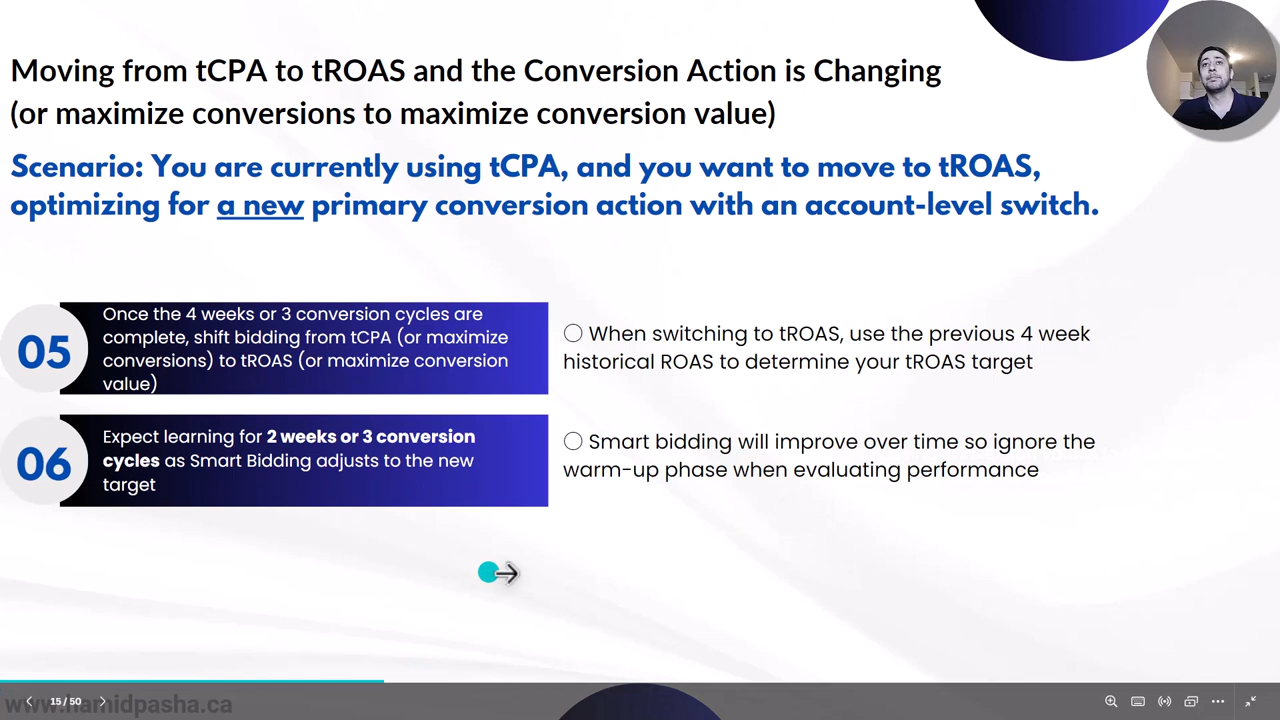 Moving from tCPA to tROAS and the Conversion Action is Changing
(or maximize conversions to maximize conversion value)
Scenario: You are currently using tCPA, and you want to move to tROAS,
optimizing for a new primary conversion action with an account-level switch.
05
Once the 4 weeks or 3 conversion cycles are
complete, shift bidding from tCPA (or maximize
conversions) to tROAS (or maximize conversion
value)
○ When switching to tROAS, use the previous 4 week
historical ROAS to determine your tROAS target
06
Expect learning for 2 weeks or 3 conversion
cycles as Smart Bidding adjusts to the new
target
○ Smart bidding will improve over time so ignore the
warm-up phase when evaluating performance
www.hamidpasha.ca
15 / 50